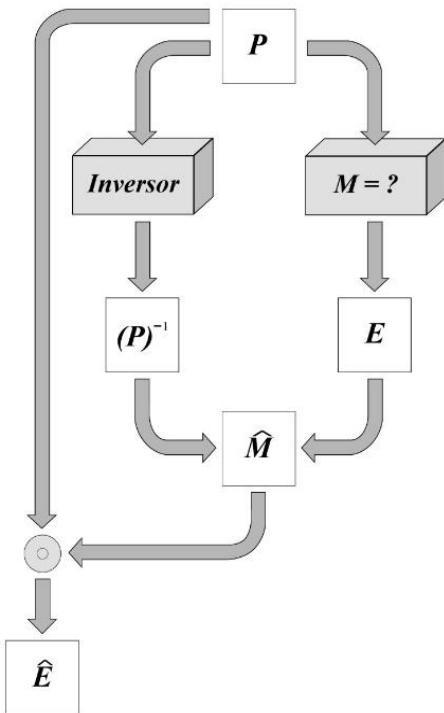 P
Inversor
M = ?
(P)⁻¹
E
M̂
Ê